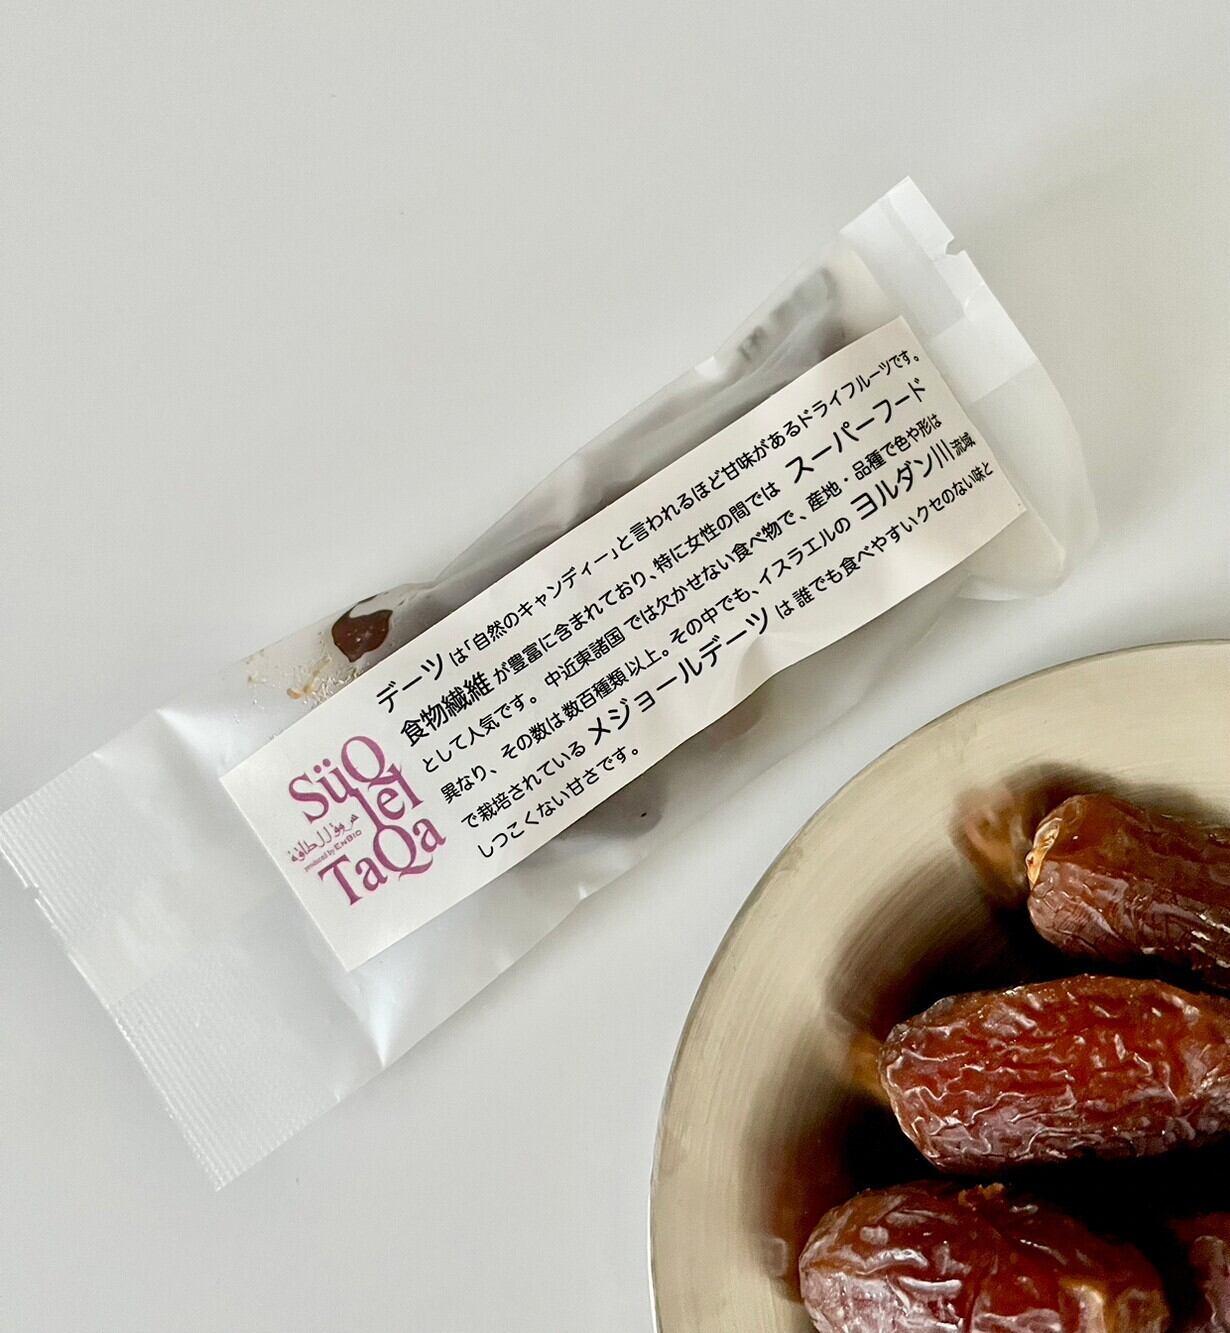 SüQ
lel
TaQa
produced by ENBIO
デーツは「自然のキャンディー」と言われるほど甘味があるドライフルーツです。
食物繊維が豊富に含まれており、特に女性の間では スーパーフード
として人気です。 中近東諸国では欠かせない食べ物で、産地・品種で色や形は
異なり、その数は数百種類以上。その中でも、イスラエルの ヨルダン川流域
で栽培されている メジョールデーツ は誰でも食べやすいクセのない味と
しつこくない甘さです。